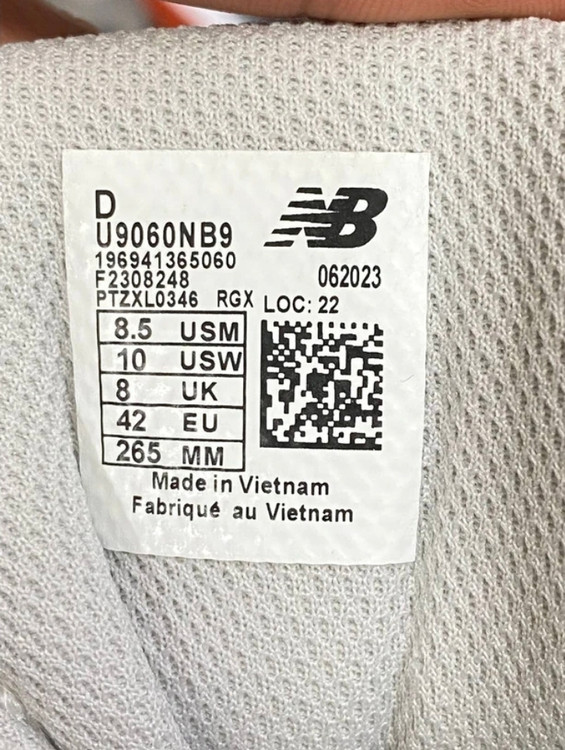 D
NB
U9060NB9
196941365060
F2308248
062023
PTZXL0346 RGX LOC: 22
8.5 USM
10 USW
8 UK
42 EU
265 MM
Made in Vietnam
Fabriqué au Vietnam